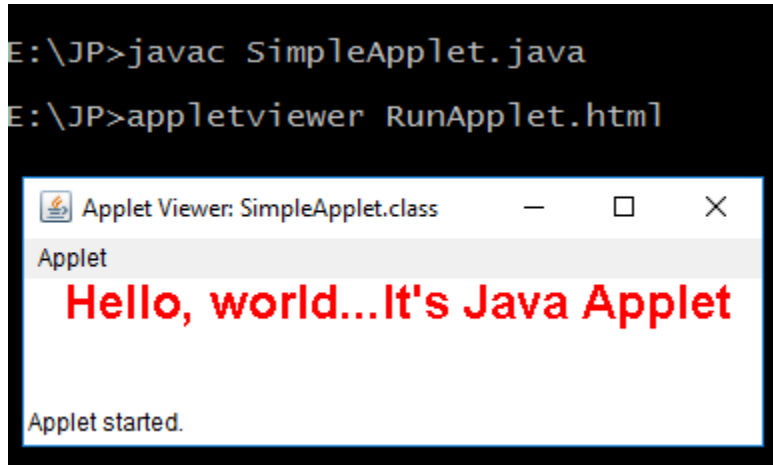 E:\JP>javac SimpleApplet.java
E:\JP>appletviewer RunApplet.html
Applet Viewer: SimpleApplet.class
Applet
Hello, world...It's Java Applet
Applet started.